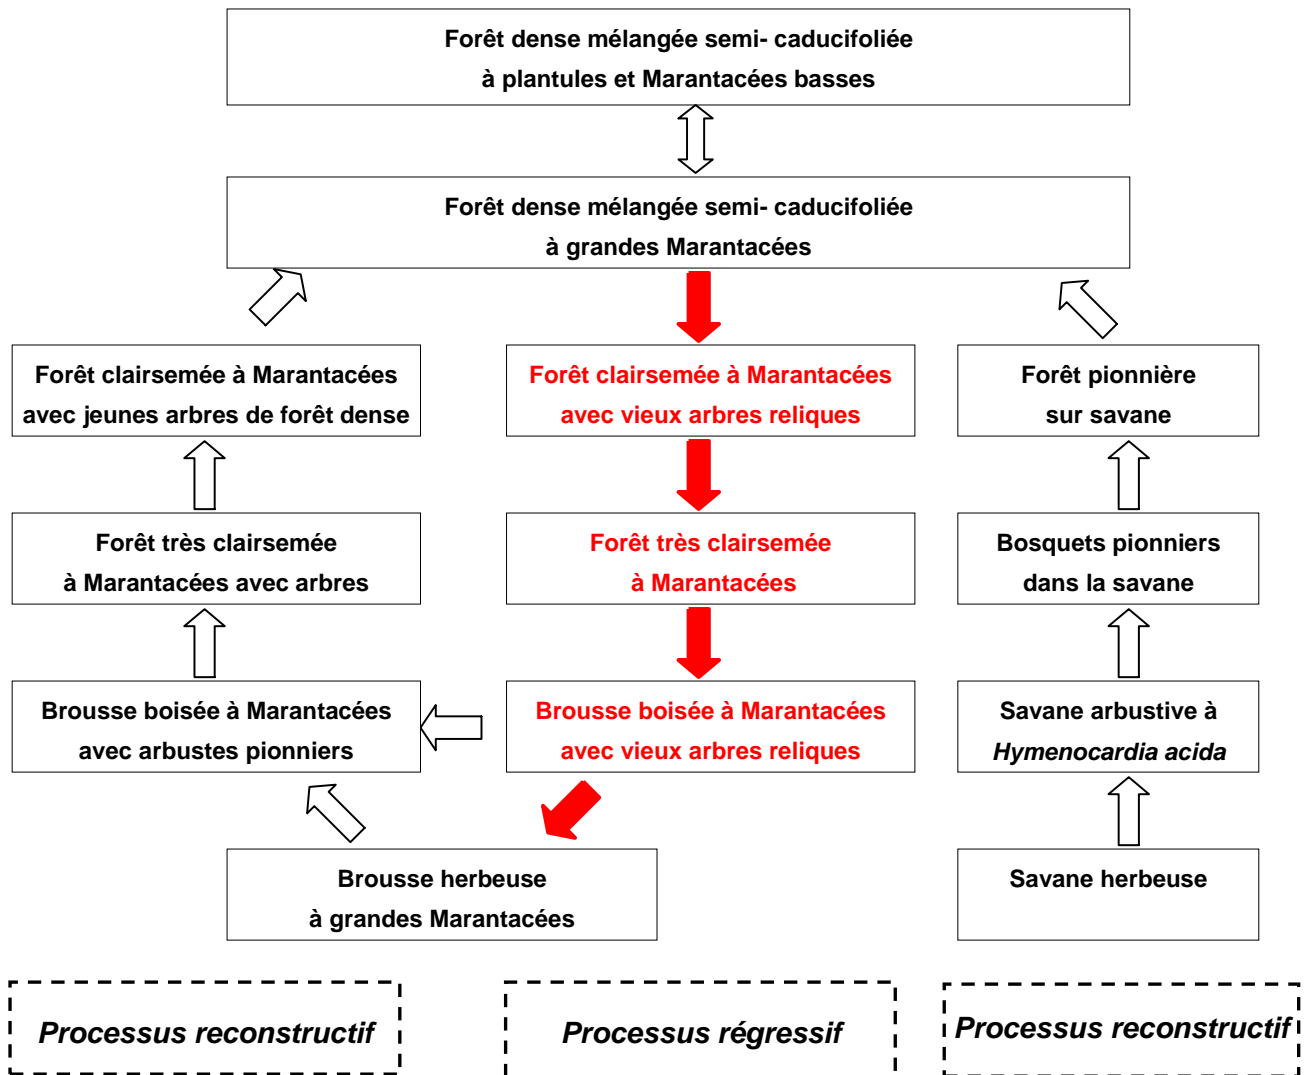 Forêt dense mélangée semi- caducifoliée
à plantules et Marantacées basses
Forêt dense mélangée semi- caducifoliée
à grandes Marantacées
Forêt clairsemée à Marantacées
avec jeunes arbres de forêt dense
Forêt clairsemée à Marantacées
avec vieux arbres reliques
Forêt pionnière
sur savane
Forêt très clairsemée
à Marantacées avec arbres
Forêt très clairsemée
à Marantacées
Bosquets pionniers
dans la savane
Brousse boisée à Marantacées
avec arbustes pionniers
Brousse boisée à Marantacées
avec vieux arbres reliques
Savane arbustive à
Hymenocardia acida
Brousse herbeuse
à grandes Marantacées
Savane herbeuse
Processus reconstructif
Processus régressif
Processus reconstructif